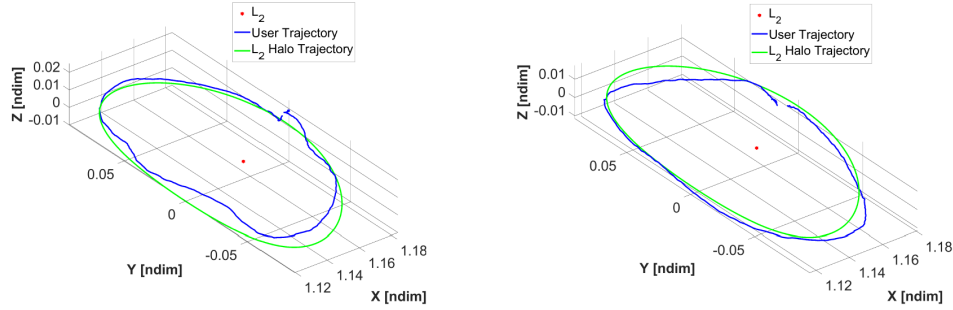 L2
User Trajectory
L2 Halo Trajectory
Z [ndim]
0.02
0.01
0
-0.01
0.05
0
-0.05
Y [ndim]
1.12
1.14
1.16
1.18
X [ndim]
L2
User Trajectory
L2 Halo Trajectory
Z [ndim]
0.01
0
-0.01
0.05
0
-0.05
Y [ndim]
1.12
1.14
1.16
1.18
X [ndim]